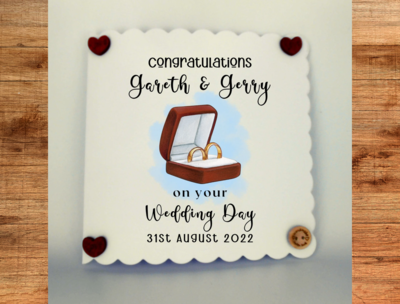 Congratulations
Gareth & Gerry
on your
Wedding Day
31st August 2022